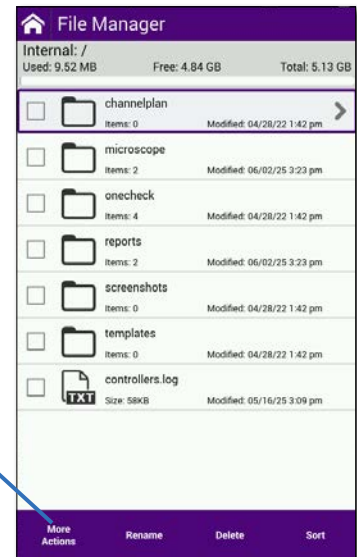 File Manager
Internal: /
Used: 9.52 MB Free: 4.84 GB Total: 5.13 GB
channelplan
Items: 0 Modified: 04/28/22 1:42 pm
microscope
Items: 2 Modified: 06/02/25 3:23 pm
onecheck
Items: 4 Modified: 04/28/22 1:42 pm
reports
Items: 2 Modified: 06/02/25 3:23 pm
screenshots
Items: 0 Modified: 04/28/22 1:42 pm
templates
Items: 0 Modified: 04/28/22 1:42 pm
TXT
controllers.log
Size: 58KB Modified: 05/16/25 3:09 pm
More
Actions Rename Delete Sort